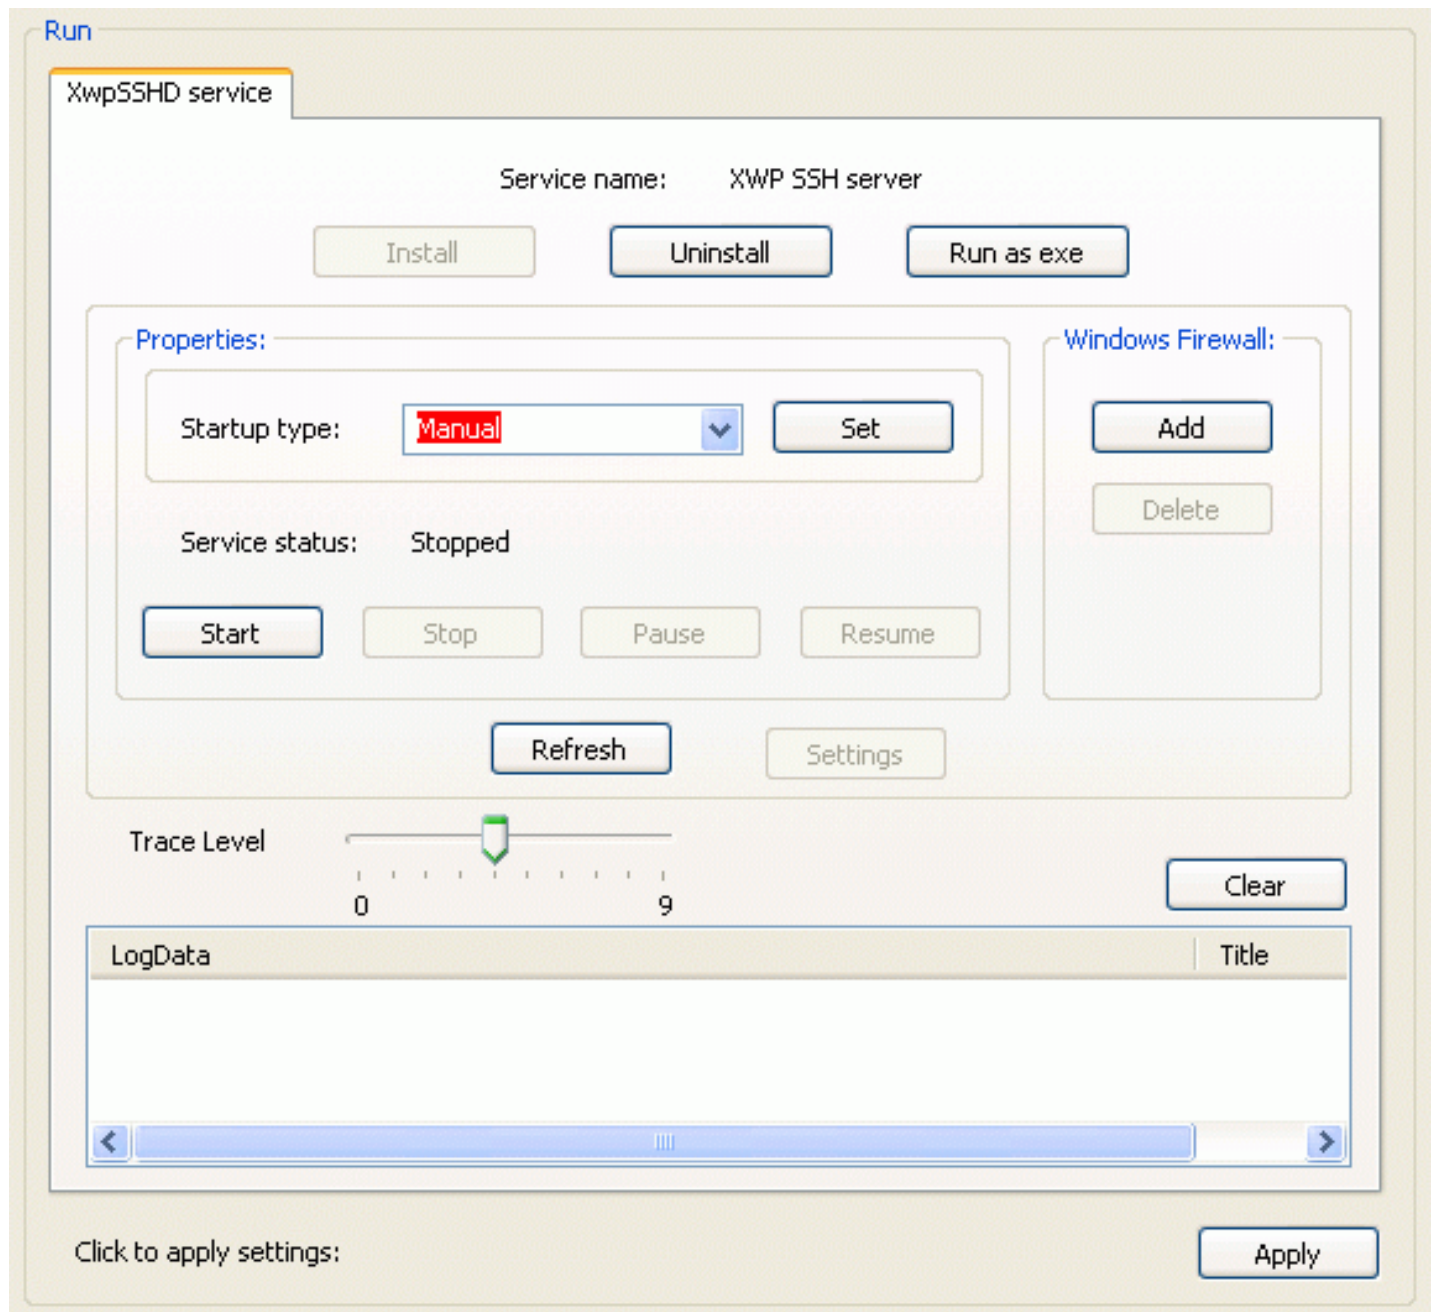 Run
XwpSSHD service
Service name: XWP SSH server
Install Uninstall Run as exe
Properties: Windows Firewall:
Startup type: Manual Set Add
Delete
Service status: Stopped
Start Stop Pause Resume
Refresh Settings
Trace Level
Clear
0 9
LogData Title
Click to apply settings: Apply